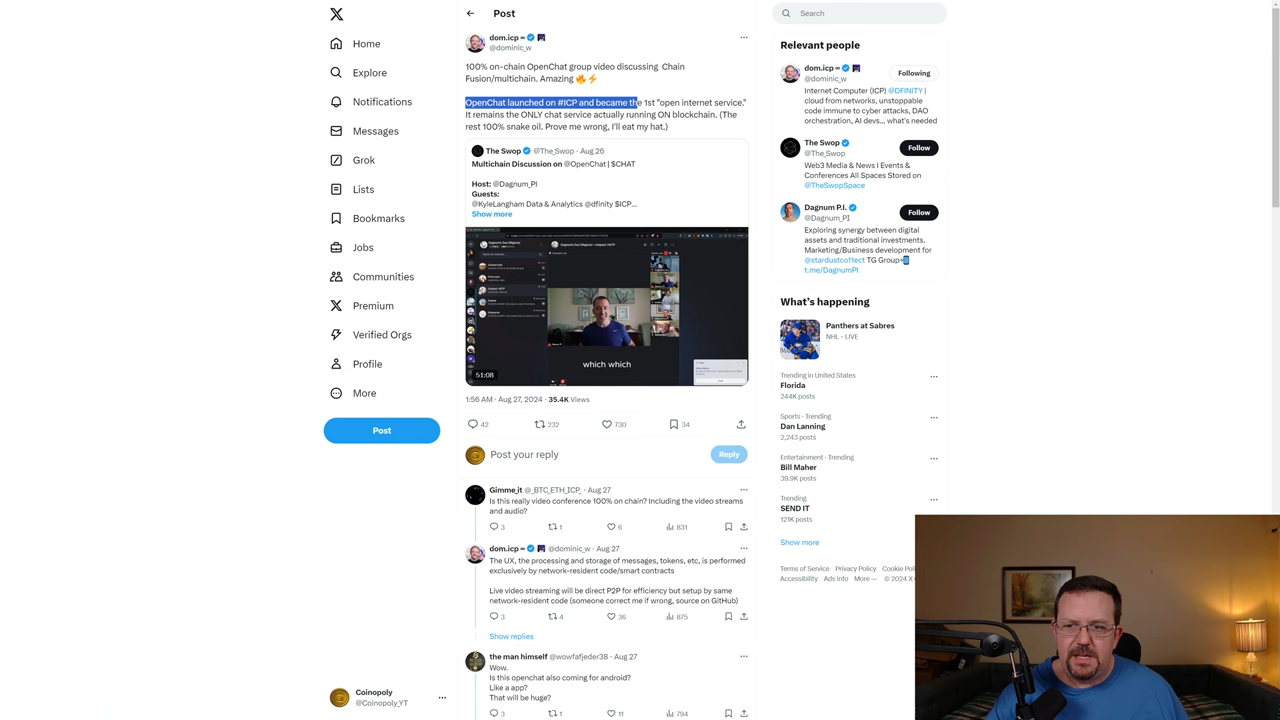 Home
Explore
Notifications
Messages
Grok
Lists
Bookmarks
Jobs
Communities
Premium
Verified Orgs
Profile
More
Post
Coinopoly
@Coinopoly_YT
Post
dom.icp ∞
@dominic_w
100% on-chain OpenChat group video discussing Chain
Fusion/multichain. Amazing 🔥⚡
OpenChat launched on #ICP and became the 1st "open internet service."
It remains the ONLY chat service actually running ON blockchain. (The
rest 100% snake oil. Prove me wrong, I'll eat my hat.)
The Swop @The_Swop · Aug 26
Multichain Discussion on @OpenChat | $CHAT
Host: @Dagnum_PI
Guests:
@KyleLangham Data & Analytics @dfinity $ICP...
Show more
which which
51:08
1:56 AM · Aug 27, 2024 · 35.4K Views
42 232 730 34
Post your reply
Reply
Gimme_it @_BTC_ETH_ICP_ · Aug 27
Is this really video conference 100% on chain? Including the video streams
and audio?
3 1 6 831
dom.icp ∞ @dominic_w · Aug 27
The UX, the processing and storage of messages, tokens, etc, is performed
exclusively by network-resident code/smart contracts
Live video streaming will be direct P2P for efficiency but setup by same
network-resident code (someone correct me if wrong, source on GitHub)
3 4 36 875
Show replies
the man himself @wowfafjeder38 · Aug 27
Wow.
Is this openchat also coming for android?
Like a app?
That will be huge?
3 1 11 794
Search
Relevant people
dom.icp ∞
@dominic_w
Following
Internet Computer (ICP) @DFINITY |
cloud from networks, unstoppable
code immune to cyber attacks, DAO
orchestration, AI devs... what's needed
The Swop
@The_Swop
Follow
Web3 Media & News I Events &
Conferences All Spaces Stored on
@TheSwopSpace
Dagnum P.I.
@Dagnum_PI
Follow
Exploring synergy between digital
assets and traditional investments.
Marketing/Business development for
@stardustco11ect TG Group
t.me/DagnumPI
What's happening
Panthers at Sabres
NHL · LIVE
Trending in United States
Florida
244K posts
Sports · Trending
Dan Lanning
2,243 posts
Entertainment · Trending
Bill Maher
39.9K posts
Trending
SEND IT
121K posts
Show more
Terms of Service Privacy Policy Cookie
Accessibility Ads info More ··· © 2024 X